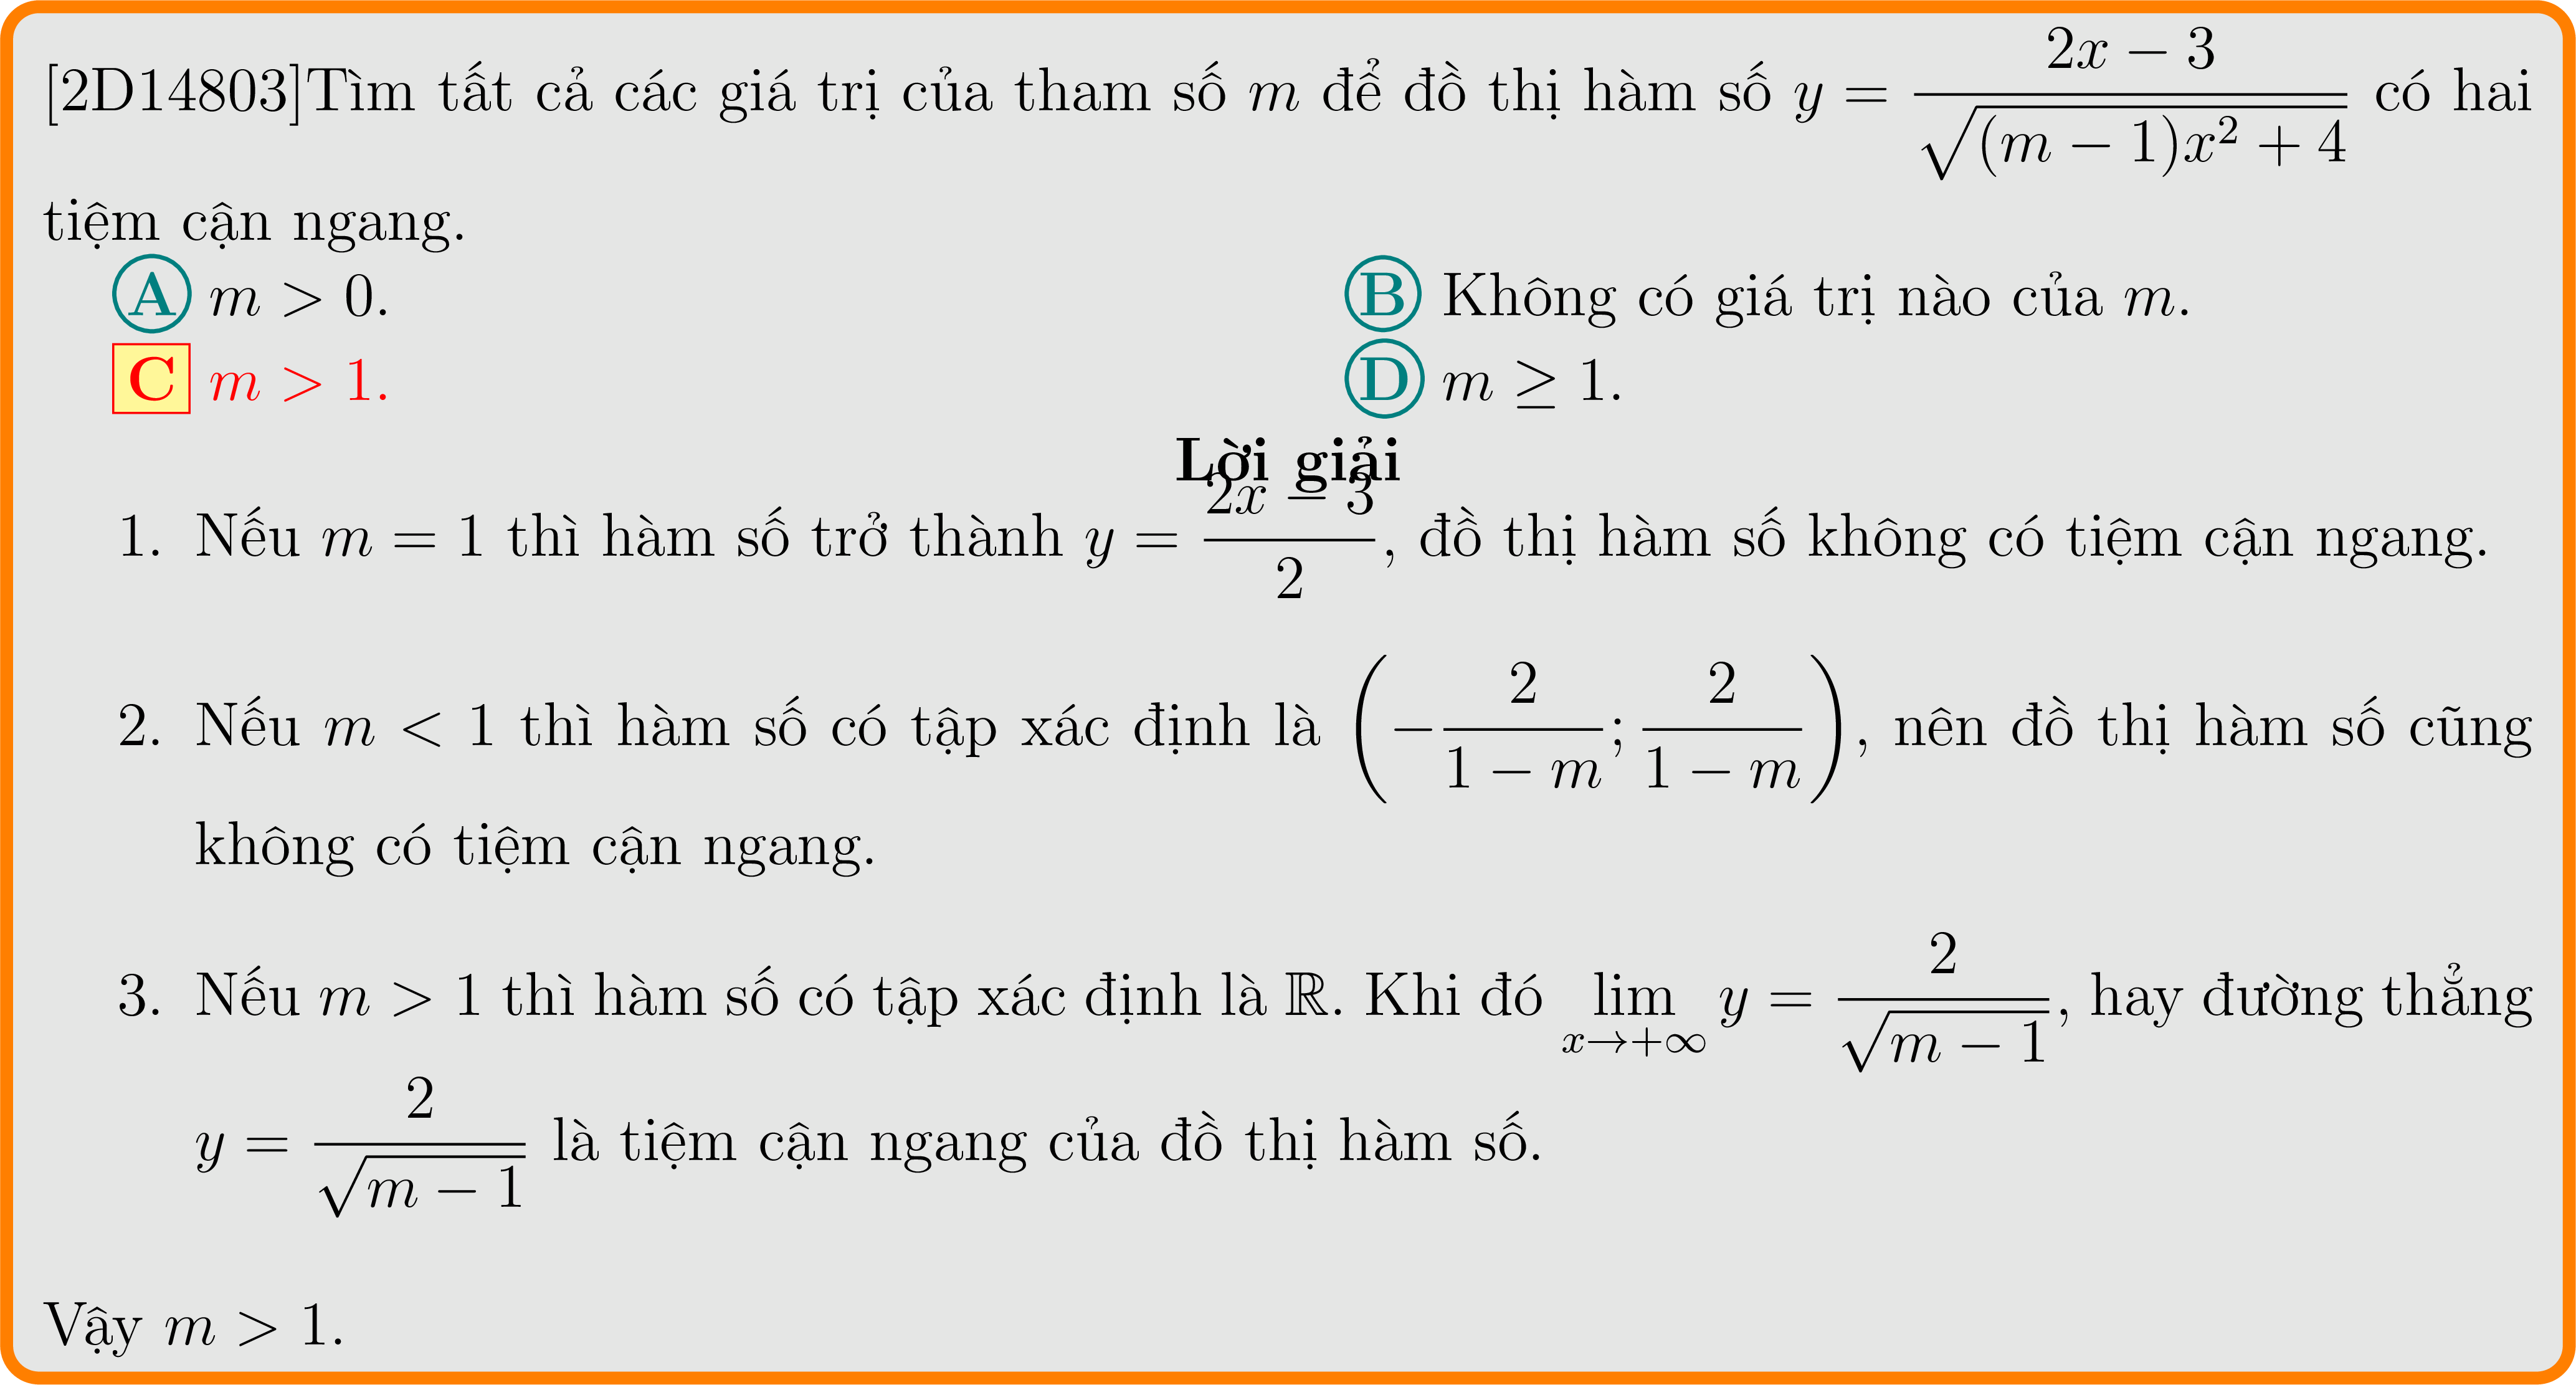 [2D14803]Tìm tất cả các giá trị của tham số m để đồ thị hàm số y = \frac{2x - 3}{\sqrt{(m - 1)x^2 + 4}} có hai
tiệm cận ngang.
A m > 0. B Không có giá trị nào của m.
C m > 1. D m ≥ 1.
Lời giải
1. Nếu m = 1 thì hàm số trở thành y = \frac{2x - 3}{2}, đồ thị hàm số không có tiệm cận ngang.
2. Nếu m < 1 thì hàm số có tập xác định là \left(-\frac{2}{1 - m}; \frac{2}{1 - m}\right), nên đồ thị hàm số cũng
không có tiệm cận ngang.
3. Nếu m > 1 thì hàm số có tập xác định là ℝ. Khi đó \lim_{x→+∞} y = \frac{2}{\sqrt{m - 1}}, hay đường thẳng
y = \frac{2}{\sqrt{m - 1}} là tiệm cận ngang của đồ thị hàm số.
Vậy m > 1.